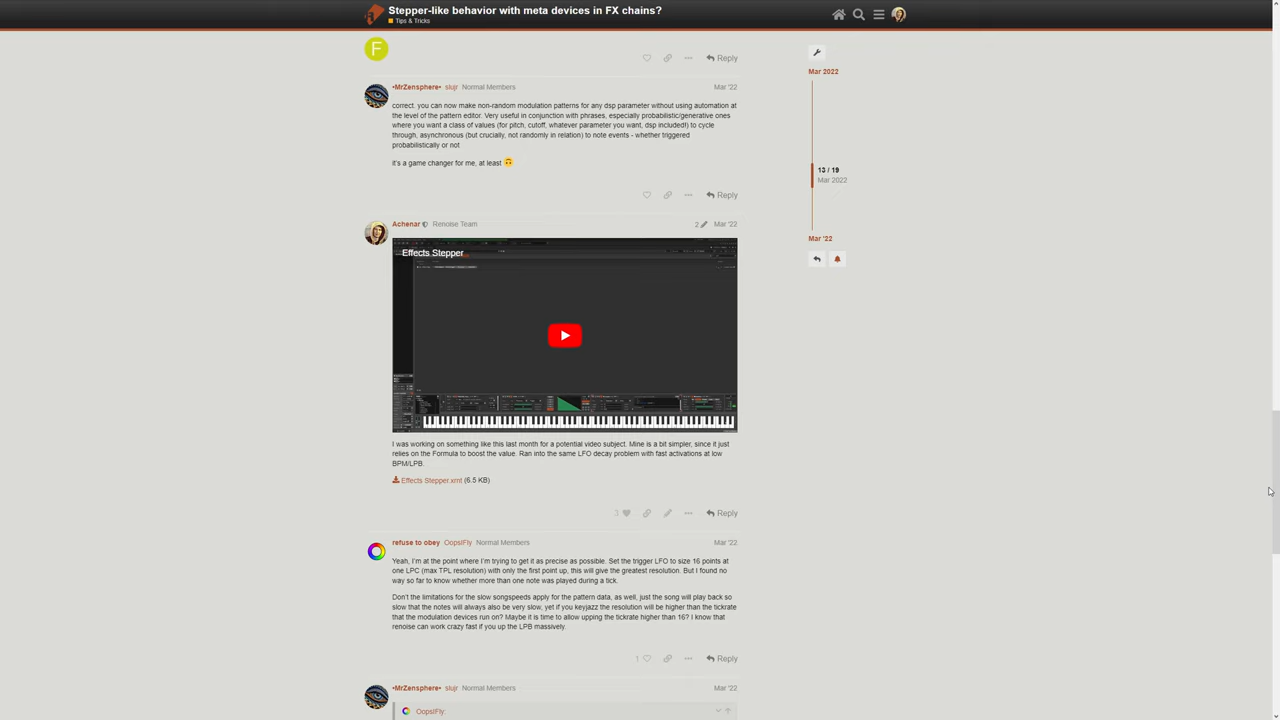 Stepper-like behavior with meta devices in FX chains?
Tips & Tricks
F
Reply
•MrZensphere• slujr Normal Members Mar '22
correct. you can now make non-random modulation patterns for any dsp parameter without using automation at
the level of the pattern editor. Very useful in conjunction with phrases, especially probabilistic/generative ones
where you want a class of values (for pitch, cutoff, whatever parameter you want, dsp included!) to cycle
through, asynchronous (but crucially, not randomly in relation) to note events - whether triggered
probabilistically or not
it's a game changer for me, at least
Reply
Achenar Renoise Team 2 Mar '22
Effects Stepper
I was working on something like this last month for a potential video subject. Mine is a bit simpler, since it just
relies on the Formula to boost the value. Ran into the same LFO decay problem with fast activations at low
BPM/LPB.
Effects Stepper.xrnt (6.5 KB)
3 Reply
refuse to obey OopsIFly Normal Members Mar '22
Yeah, I'm at the point where I'm trying to get it as precise as possible. Set the trigger LFO to size 16 points at
one LPC (max TPL resolution) with only the first point up, this will give the greatest resolution. But I found no
way so far to know whether more than one note was played during a tick.
Don't the limitations for the slow songspeeds apply for the pattern data, as well, just the song will play back so
slow that the notes will always also be very slow, yet if you keyjazz the resolution will be higher than the tickrate
that the modulation devices run on? Maybe it is time to allow upping the tickrate higher than 16? I know that
renoise can work crazy fast if you up the LPB massively.
1 Reply
•MrZensphere• slujr Normal Members Mar '22
OopsIFly:
Mar 2022
/ 19
Mar 2022
Mar '22